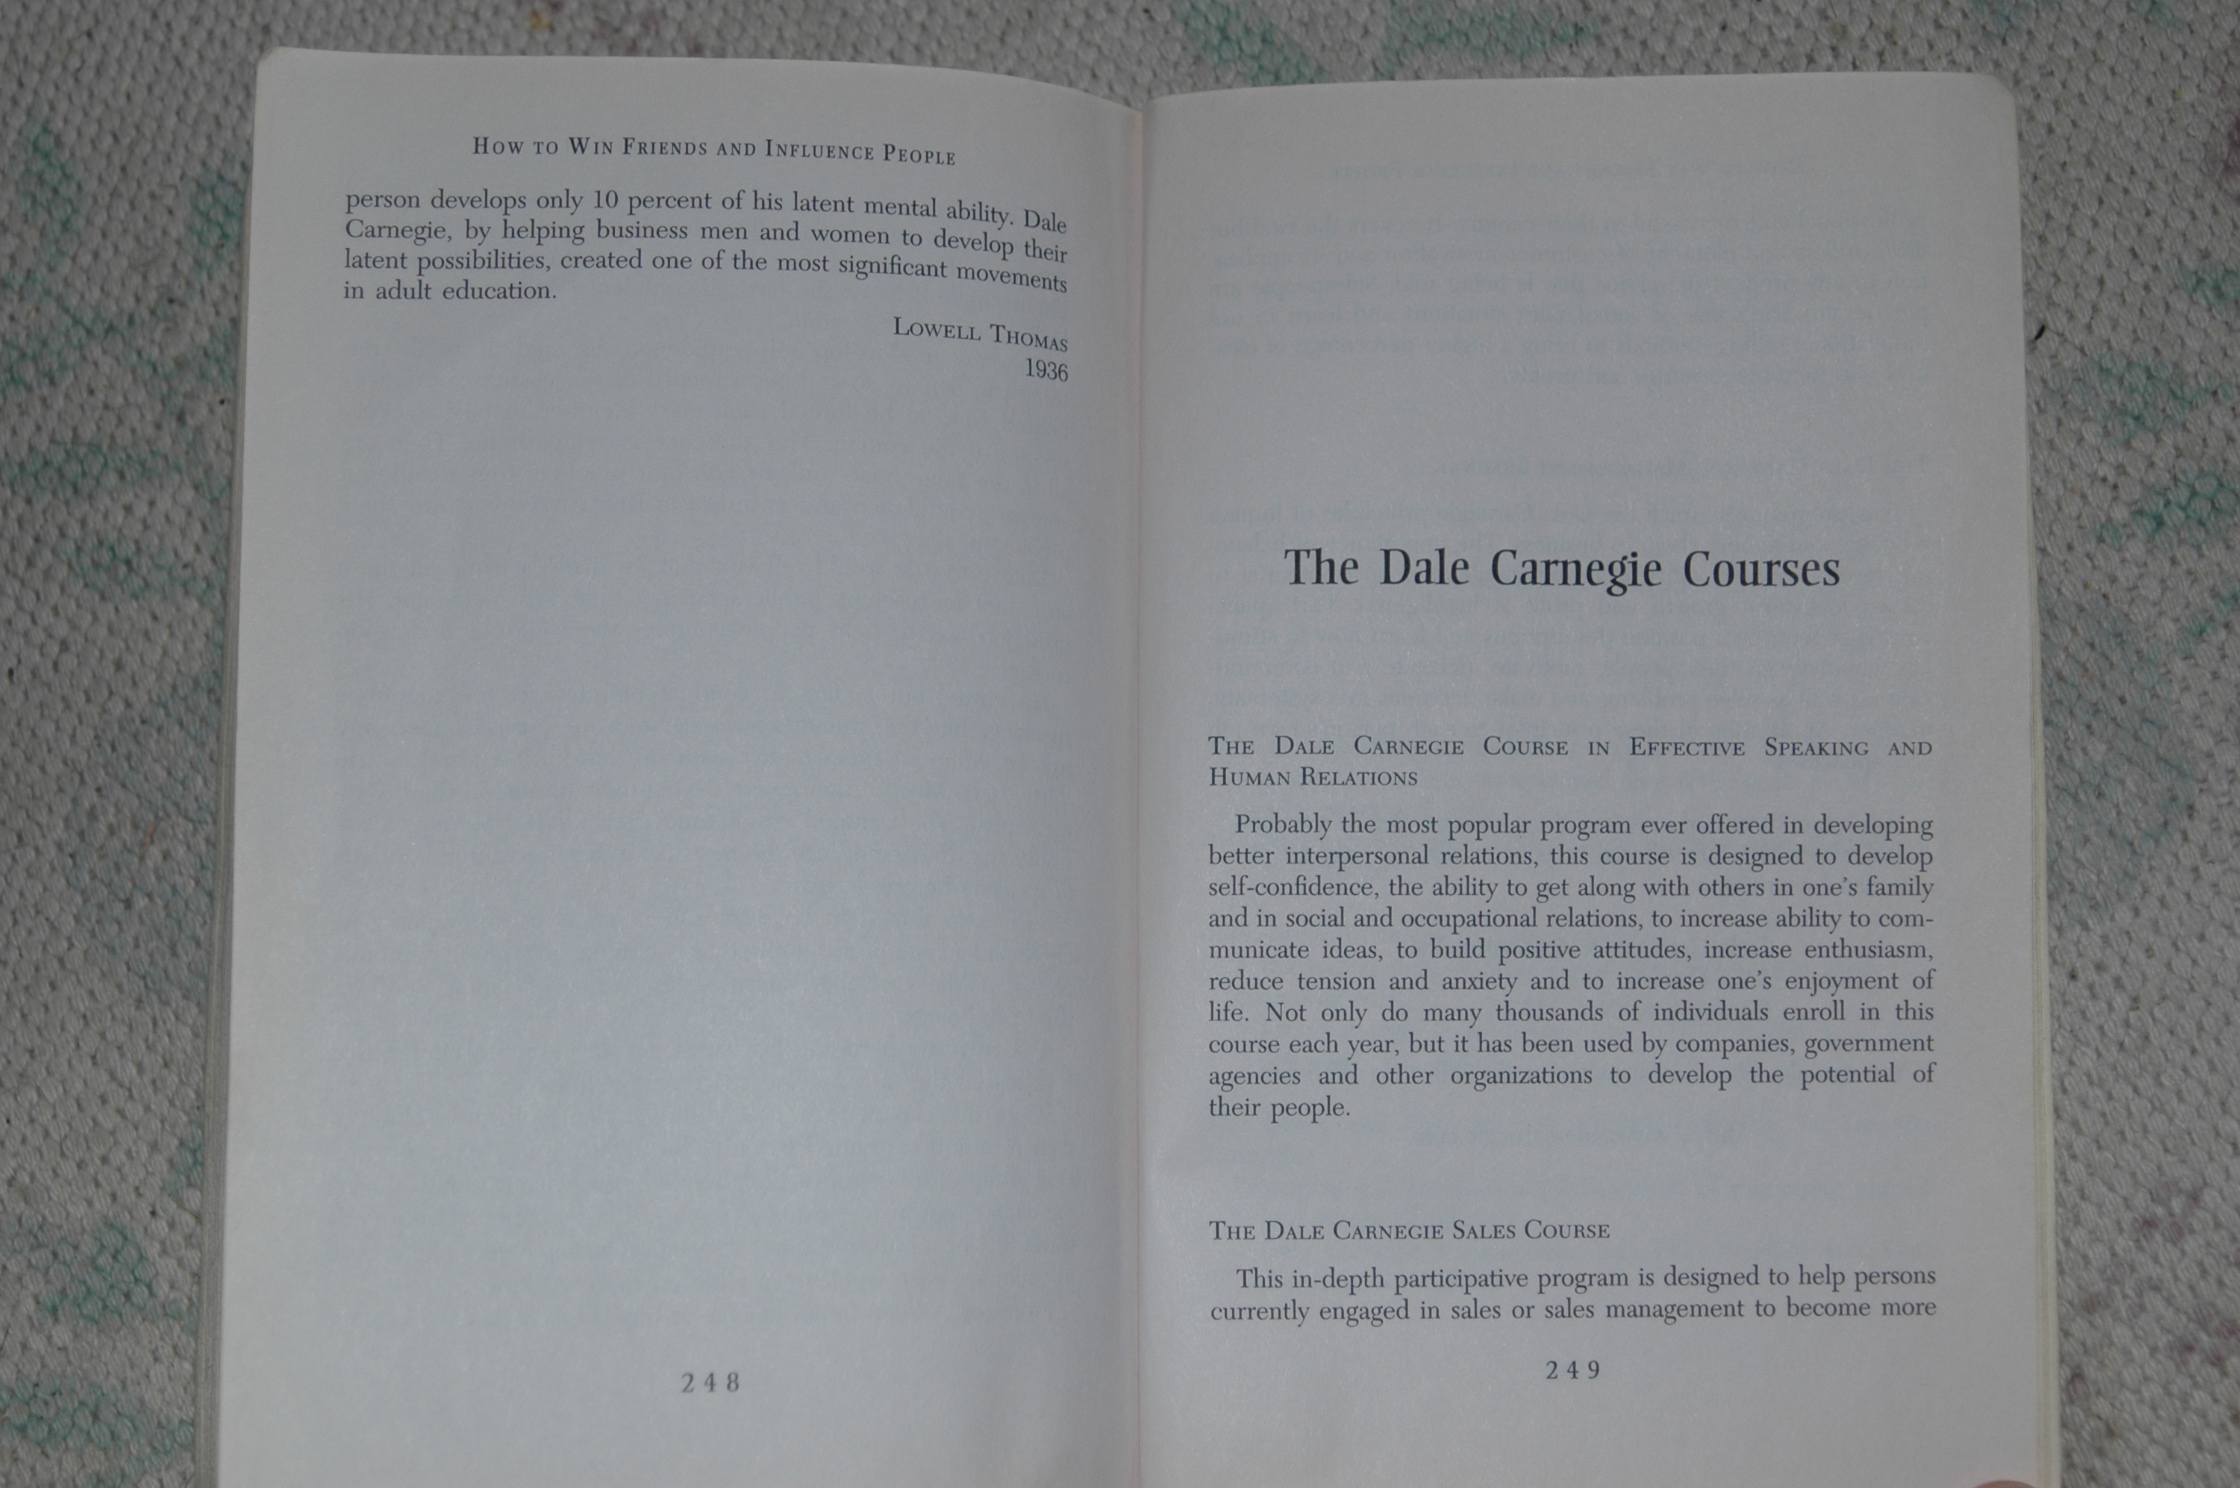 How to Win Friends and Influence People
person develops only 10 percent of his latent mental ability. Dale
Carnegie, by helping business men and women to develop their
latent possibilities, created one of the most significant movements
in adult education.
Lowell Thomas
1936
248
The Dale Carnegie Courses
The Dale Carnegie Course in Effective Speaking and
Human Relations
Probably the most popular program ever offered in developing
better interpersonal relations, this course is designed to develop
self-confidence, the ability to get along with others in one's family
and in social and occupational relations, to increase ability to com-
municate ideas, to build positive attitudes, increase enthusiasm,
reduce tension and anxiety and to increase one's enjoyment of
life. Not only do many thousands of individuals enroll in this
course each year, but it has been used by companies, government
agencies and other organizations to develop the potential of
their people.
The Dale Carnegie Sales Course
This in-depth participative program is designed to help persons
currently engaged in sales or sales management to become more
249